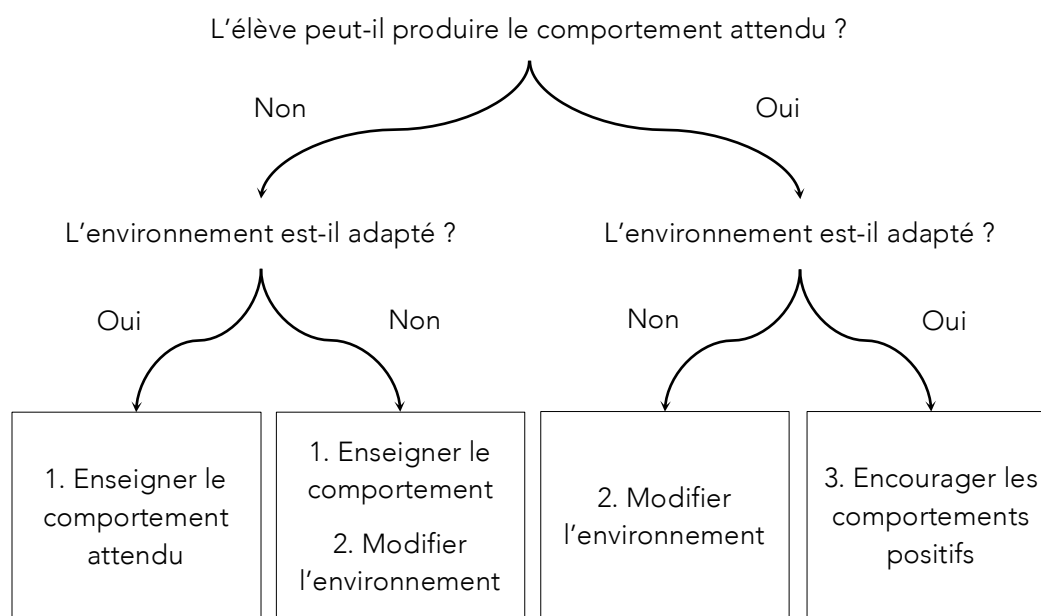 L’élève peut-il produire le comportement attendu ?
Non
Oui
L’environnement est-il adapté ?
L’environnement est-il adapté ?
Oui
Non
Non
Oui
1. Enseigner le
comportement
attendu
1. Enseigner le
comportement
2. Modifier
l’environnement
2. Modifier
l’environnement
3. Encourager les
comportements
positifs